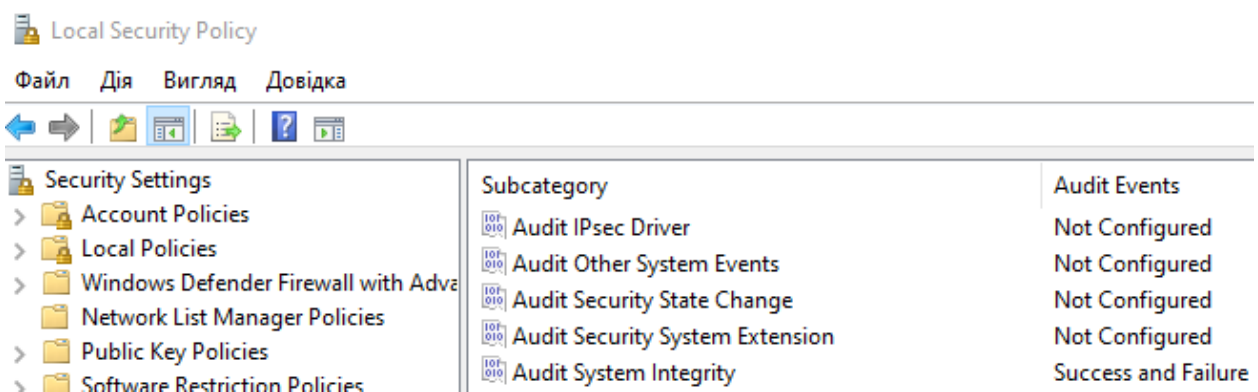 Local Security Policy
Файл Дія Вигляд Довідка
Security Settings
Account Policies
Local Policies
Windows Defender Firewall with Adva
Network List Manager Policies
Public Key Policies
Software Restriction Policies
Subcategory Audit Events
Audit IPsec Driver Not Configured
Audit Other System Events Not Configured
Audit Security State Change Not Configured
Audit Security System Extension Not Configured
Audit System Integrity Success and Failure